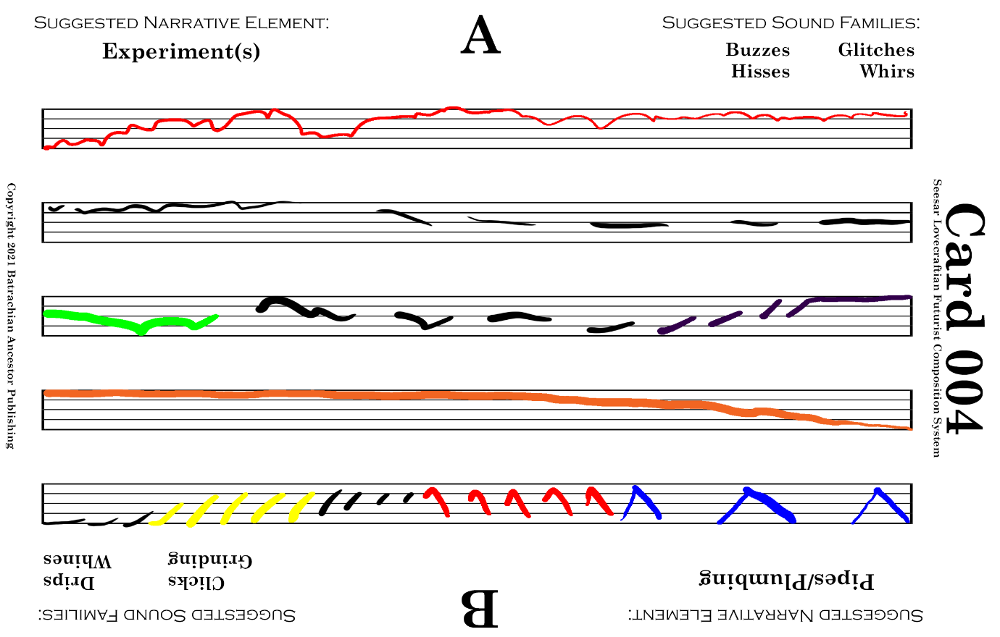 SUGGESTED NARRATIVE ELEMENT:
Experiment(s)
A
SUGGESTED SOUND FAMILIES:
Buzzes Glitches
Hisses Whirs
Copyright 2021 Batrachian Ancestor Publishing
Card 004
Seesar Lovecraftian Futurist Composition System
B
SUGGESTED NARRATIVE ELEMENT:
Pipes/Plumbing
SUGGESTED SOUND FAMILIES:
Clicks Drips
Grinding Whines